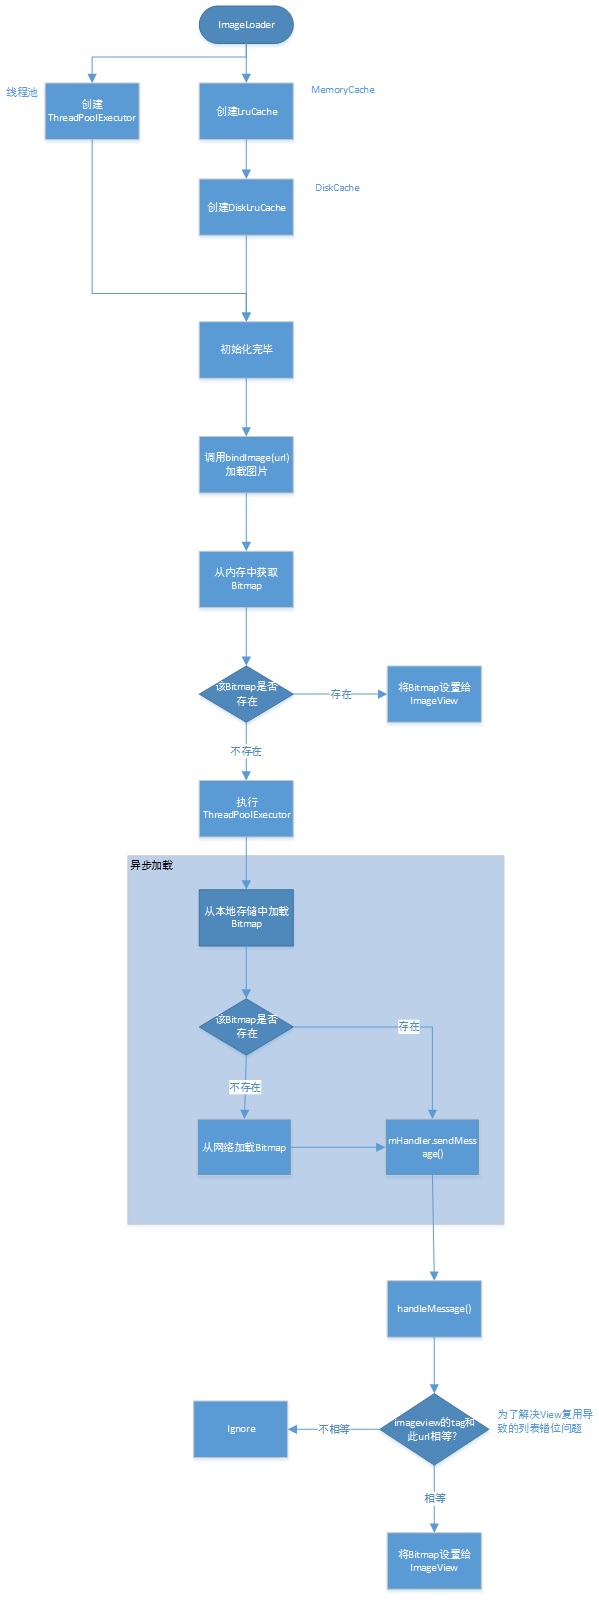 ImageLoader
线程池
创建
ThreadPoolExecutor
创建LruCache
MemoryCache
创建DiskLruCache
DiskCache
初始化完毕
调用bindImage(url)
加载图片
从内存中获取
Bitmap
该Bitmap是否
存在
存在
将Bitmap设置给
ImageView
不存在
执行
ThreadPoolExecutor
异步加载
从本地存储中加载
Bitmap
该Bitmap是否
存在
存在
不存在
从网络加载Bitmap
mHandler.sendMess
age()
handleMessage()
imageview的tag和
此url相等？
为了解决View复用导
致的列表错位问题
不相等
Ignore
相等
将Bitmap设置给
ImageView